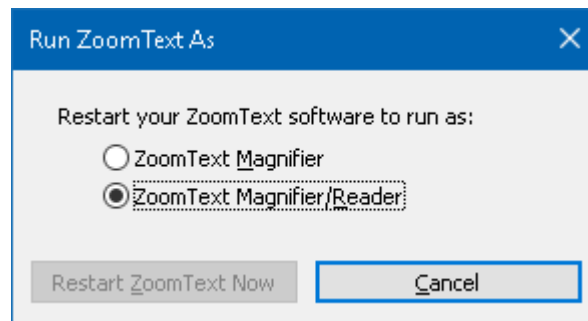 Run ZoomText As
Restart your ZoomText software to run as:
ZoomText Magnifier
ZoomText Magnifier/Reader
Restart ZoomText Now
Cancel